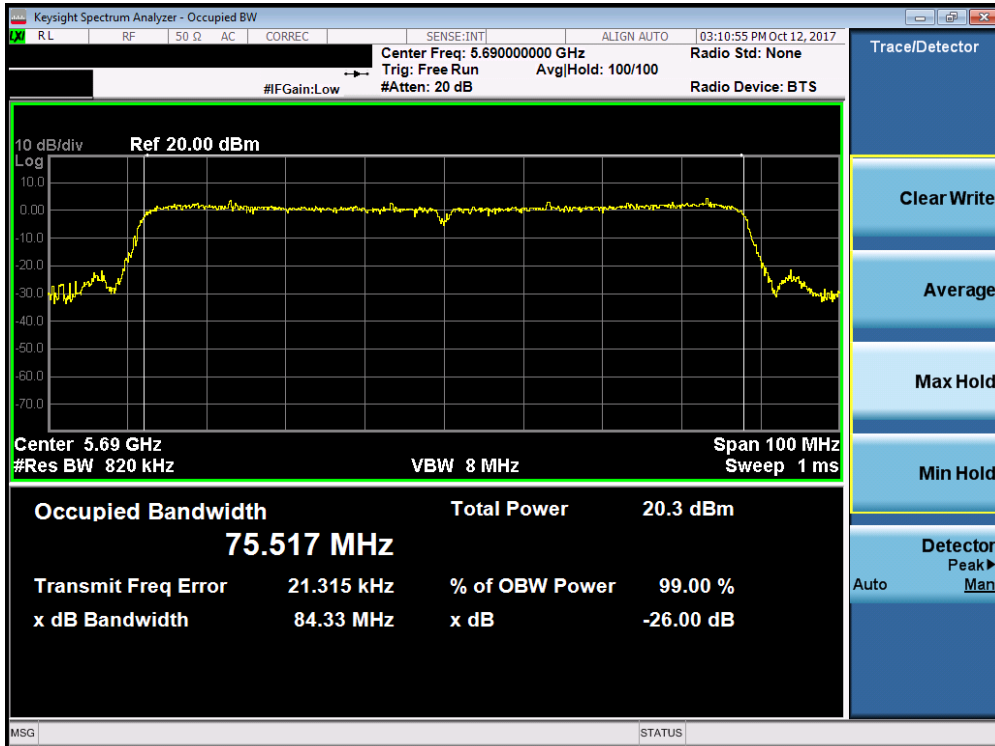 Keysight Spectrum Analyzer - Occupied BW
LXI RL RF 50 Ω AC CORREC SENSE:INT ALIGN AUTO 03:10:55 PM Oct 12, 2017
Center Freq: 5.690000000 GHz Radio Std: None
Trig: Free Run Avg|Hold: 100/100
#IFGain:Low #Atten: 20 dB Radio Device: BTS
10 dB/div Ref 20.00 dBm
Log
10.0
0.00
-10.0
-20.0
-30.0
-40.0
-50.0
-60.0
-70.0
Center 5.69 GHz Span 100 MHz
#Res BW 820 kHz VBW 8 MHz Sweep 1 ms
Occupied Bandwidth Total Power 20.3 dBm
75.517 MHz
Transmit Freq Error 21.315 kHz % of OBW Power 99.00 %
x dB Bandwidth 84.33 MHz x dB -26.00 dB
MSG STATUS
Trace/Detector
Clear Write
Average
Max Hold
Min Hold
Detector
Peak▶
Auto Man